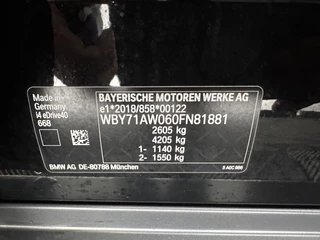 BAYERISCHE MOTOREN WERKE AG
e1*2018/858*00122
WBY71AW060FN81881
2605 kg
4205 kg
1- 1140 kg
2- 1550 kg
Made in
Germany
i4 eDrive40
668
BMW AG DE-80788 München